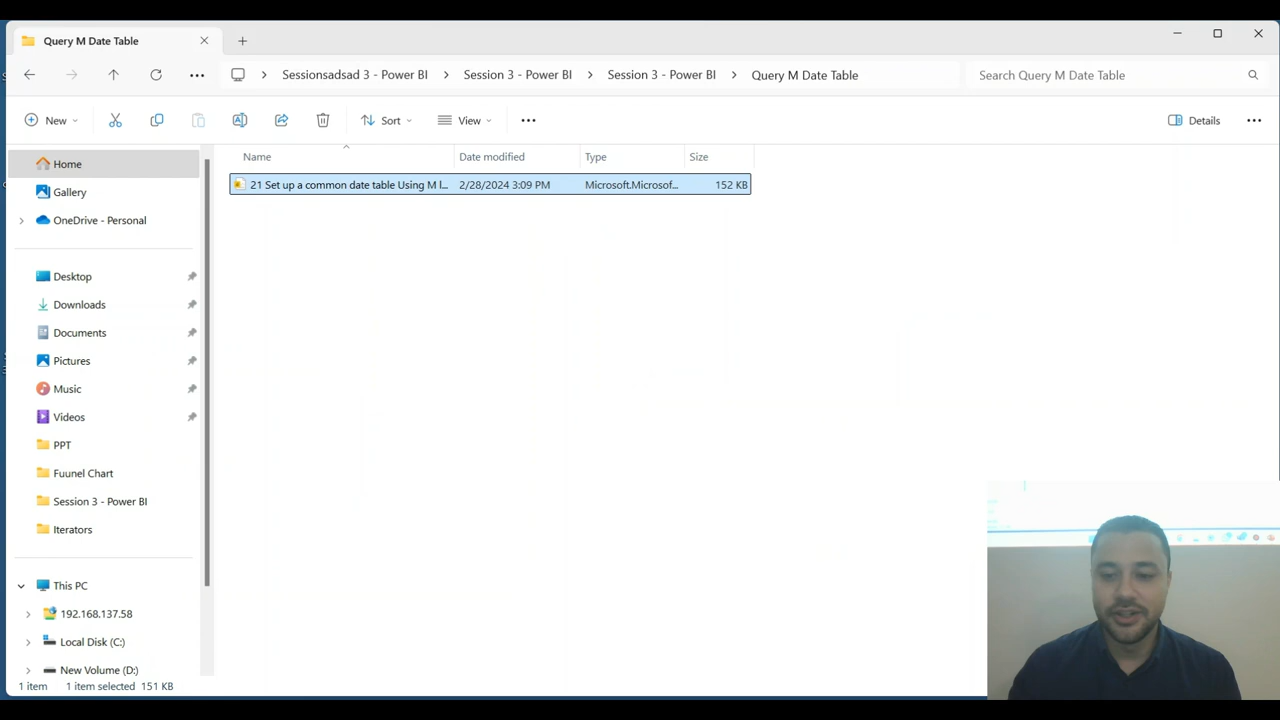 Query M Date Table
Sessionsadsad 3 - Power BI
Session 3 - Power BI
Session 3 - Power BI
Query M Date Table
Search Query M Date Table
New
Sort
View
Details
Name
Date modified
Type
Size
21 Set up a common date table Using M l...
2/28/2024 3:09 PM
Microsoft.Microsof...
152 KB
Home
Gallery
OneDrive - Personal
Desktop
Downloads
Documents
Pictures
Music
Videos
PPT
Fuunel Chart
Session 3 - Power BI
Iterators
This PC
192.168.137.58
Local Disk (C:)
New Volume (D:)
1 item
1 item selected
151 KB